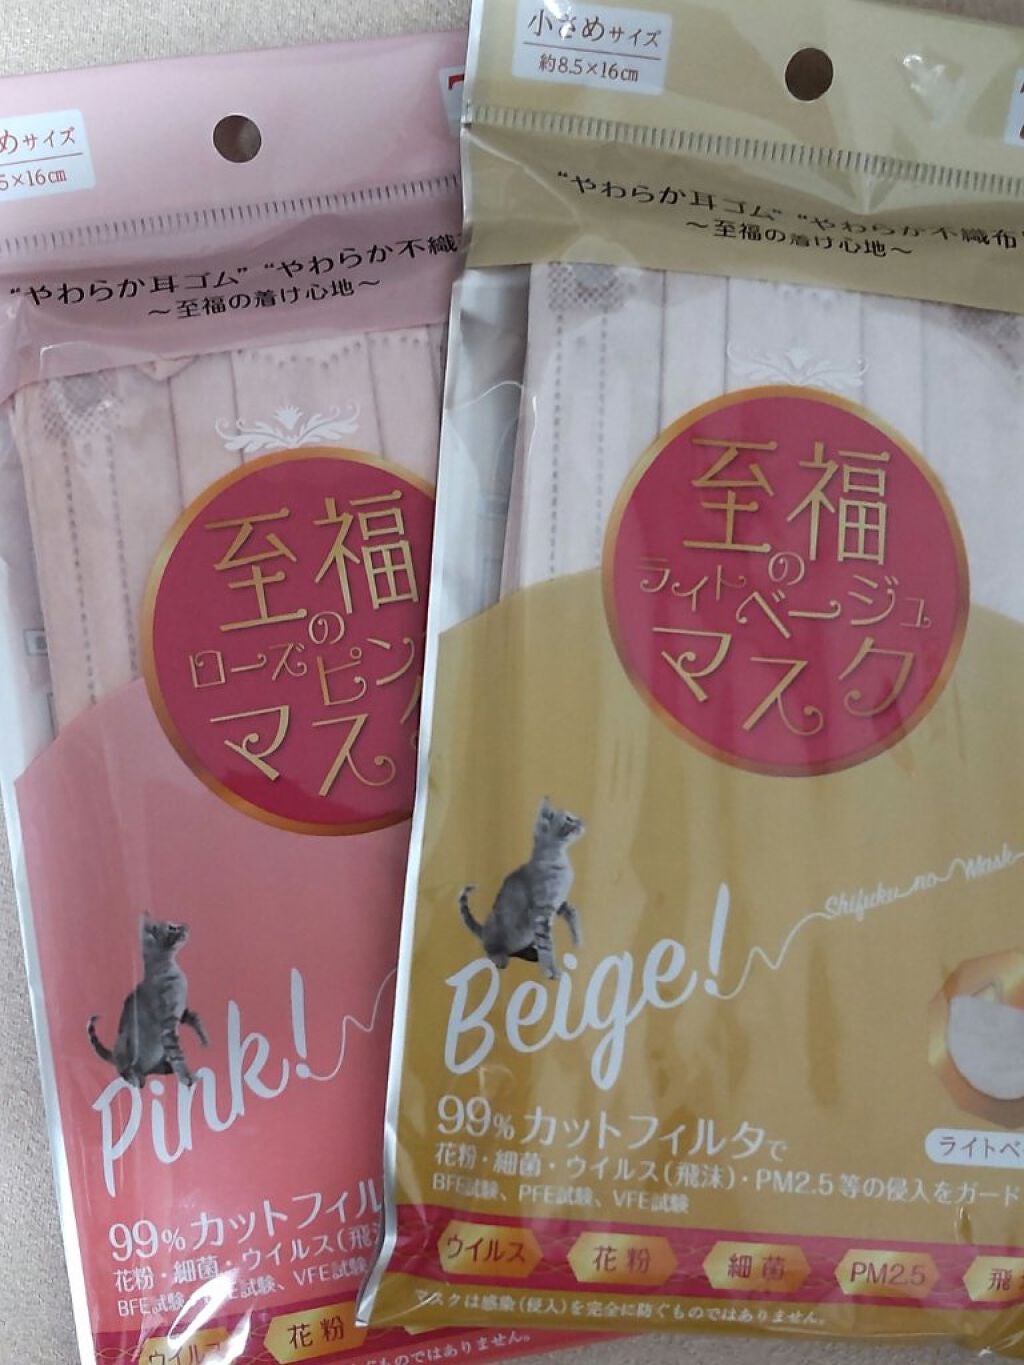 めサイズ
5×16㎝
“やわらか耳ゴム” “やわらか不織
～至福の着け心地～
至福
の
ローズピン
マスク
Pink!
99%カットフィル
花粉・細菌・ウイルス(飛
BFE試験、
VFE試験
ウイルス
花粉
ものではありません。
小さめサイズ
約8.5×16㎝
“やわらか耳ゴム” “やわらか不織布”
～至福の着け心地～
至福
の
ライトベージュ
マスク
Shifuku no Mask
Beige!
99%カットフィルタで
ライトベ
花粉・細菌・ウイルス(飛沫)・PM2.5等の侵入をガード
BFE試験、PFE試験、VFE試験
ウイルス
花粉
細菌
PM2.5
飛
マスクは感染(侵入)を完全に防ぐものではありません。